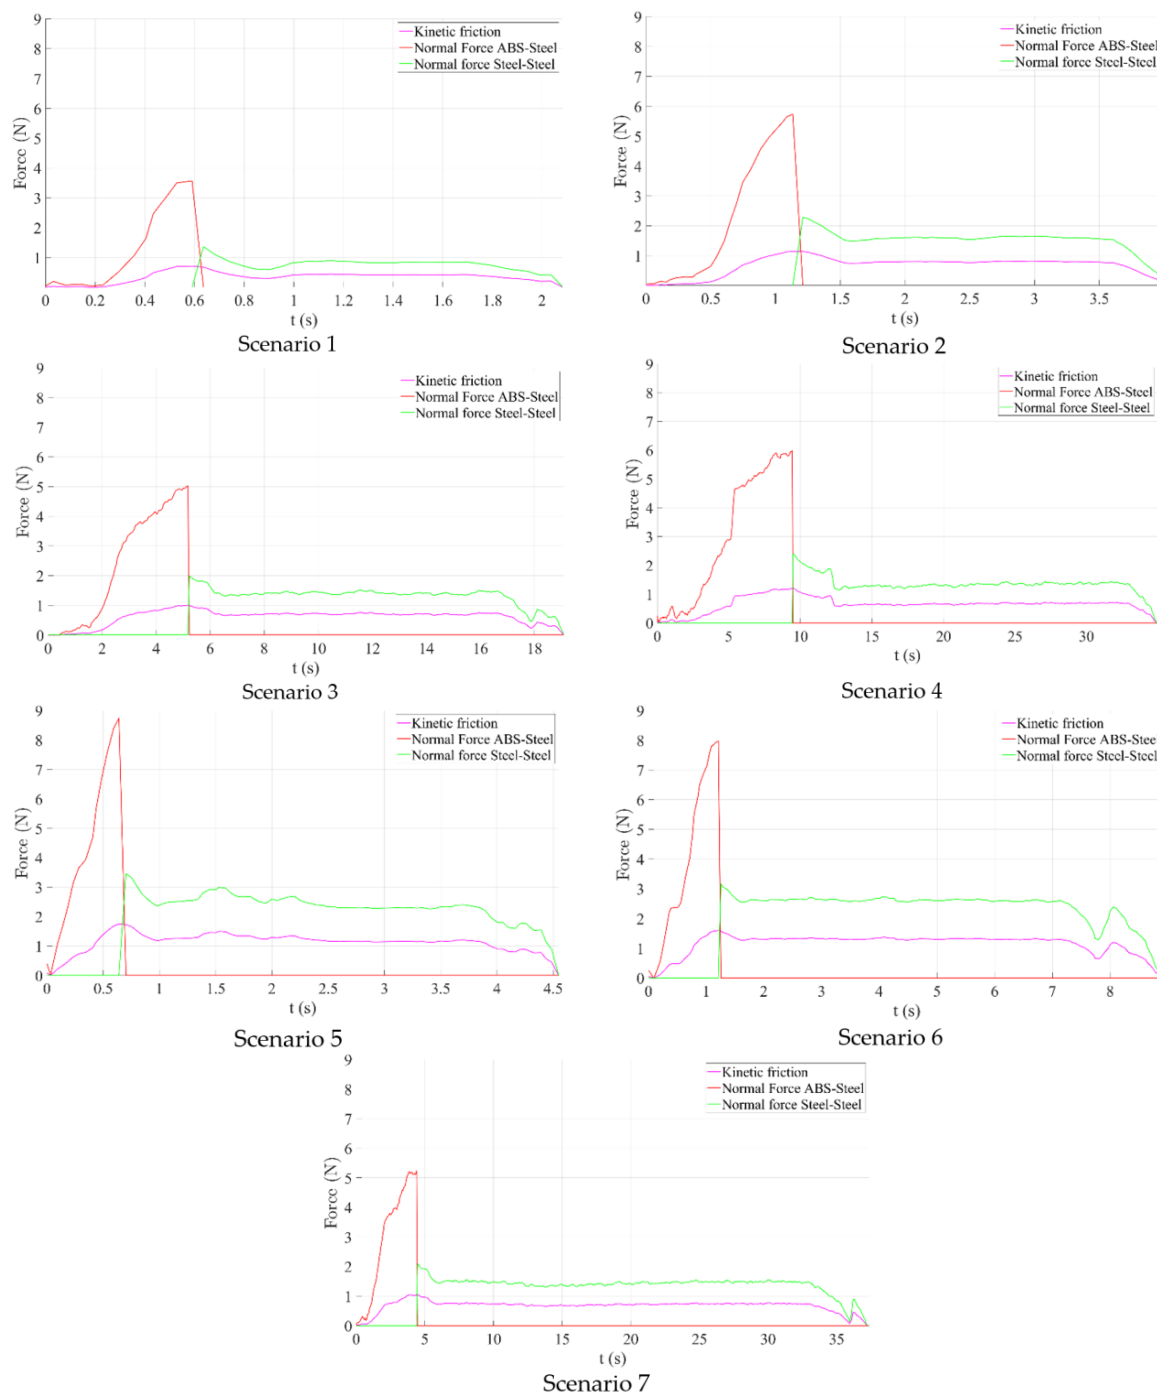 9
8
7
6
5
4
3
2
1
Force (N)
Kinetic friction
Normal Force ABS-Steel
Normal force Steel-Steel
0 0.2 0.4 0.6 0.8 1 1.2 1.4 1.6 1.8 2
t (s)
Scenario 1
9
8
7
6
5
4
3
2
1
Force (N)
Kinetic friction
Normal Force ABS-Steel
Normal force Steel-Steel
0 0.5 1 1.5 2 2.5 3 3.5
t (s)
Scenario 2
9
8
7
6
5
4
3
2
1
0
Force (N)
Kinetic friction
Normal Force ABS-Steel
Normal force Steel-Steel
0 2 4 6 8 10 12 14 16 18
t (s)
Scenario 3
9
8
7
6
5
4
3
2
1
0
Force (N)
Kinetic friction
Normal Force ABS-Steel
Normal force Steel-Steel
0 5 10 15 20 25 30
t (s)
Scenario 4
9
8
7
6
5
4
3
2
1
0
Force (N)
Kinetic friction
Normal Force ABS-Steel
Normal force Steel-Steel
0 0.5 1 1.5 2 2.5 3 3.5 4 4.5
t (s)
Scenario 5
9
8
7
6
5
4
3
2
1
0
Force (N)
Kinetic friction
Normal Force ABS-Steel
Normal force Steel-Steel
0 1 2 3 4 5 6 7 8
t (s)
Scenario 6
9
8
7
6
5
4
3
2
1
0
Force (N)
Kinetic friction
Normal Force ABS-Steel
Normal force Steel-Steel
0 5 10 15 20 25 30 35
t (s)
Scenario 7